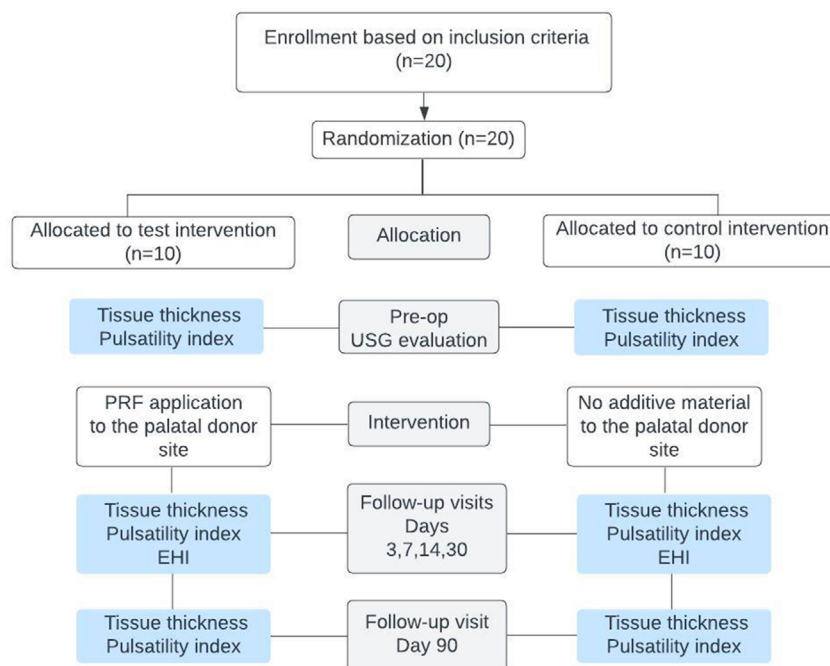 Enrollment based on inclusion criteria
(n=20)
Randomization (n=20)
Allocated to test intervention
(n=10)
Allocation
Allocated to control intervention
(n=10)
Tissue thickness
Pulsatility index
Pre-op
USG evaluation
Tissue thickness
Pulsatility index
PRF application
to the palatal donor
site
Intervention
No additive material
to the palatal donor
site
Tissue thickness
Pulsatility index
EHI
Follow-up visits
Days
3,7,14,30
Tissue thickness
Pulsatility index
EHI
Tissue thickness
Pulsatility index
Follow-up visit
Day 90
Tissue thickness
Pulsatility index